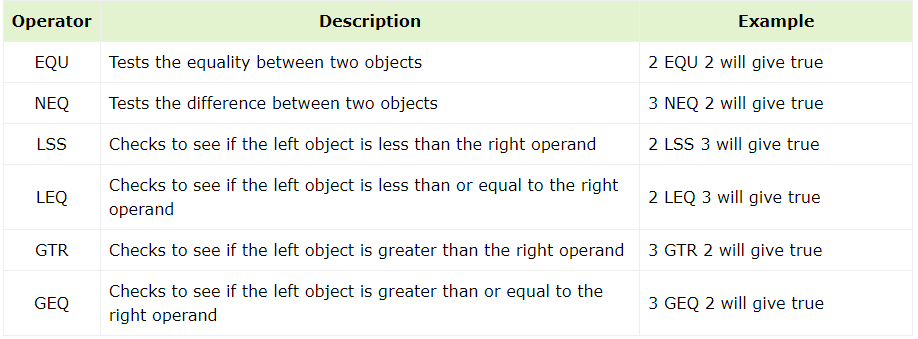 Operator Description Example
EQU Tests the equality between two objects 2 EQU 2 will give true
NEQ Tests the difference between two objects 3 NEQ 2 will give true
LSS Checks to see if the left object is less than the right operand 2 LSS 3 will give true
LEQ Checks to see if the left object is less than or equal to the right
operand 2 LEQ 3 will give true
GTR Checks to see if the left object is greater than the right operand 3 GTR 2 will give true
GEQ Checks to see if the left object is greater than or equal to the
right operand 3 GEQ 2 will give true